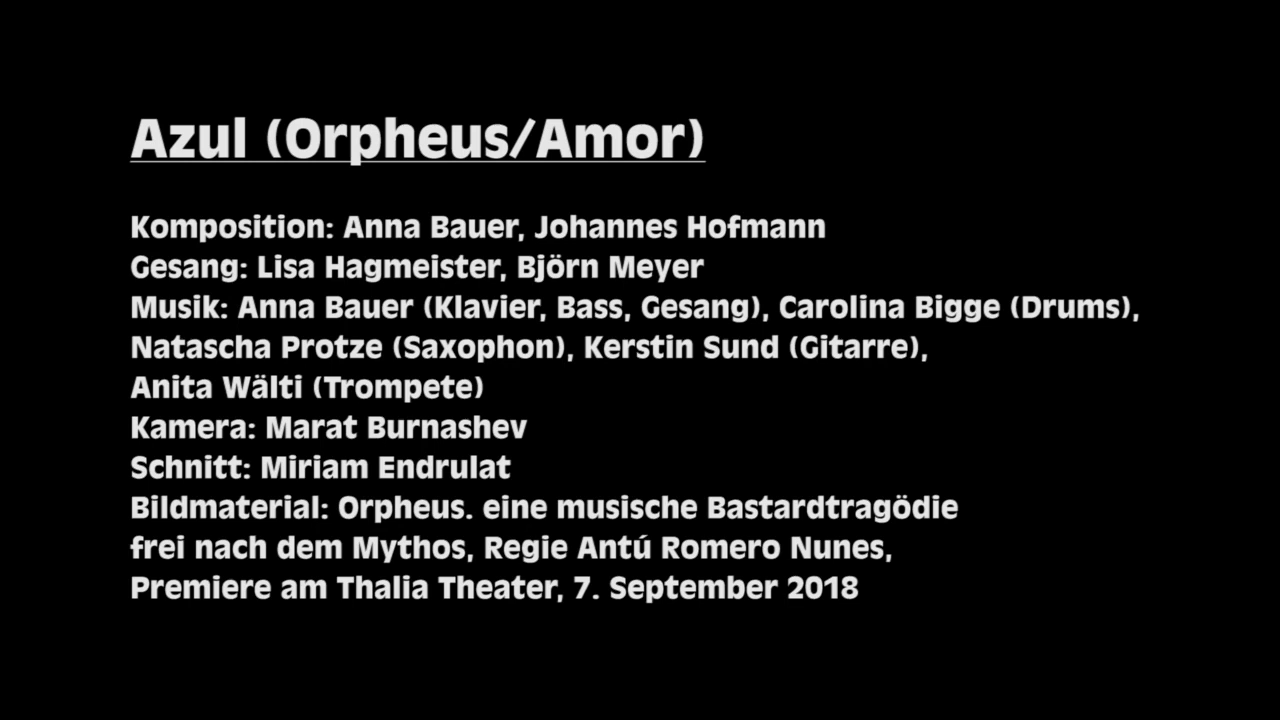 Azul (Orpheus/Amor)
Komposition: Anna Bauer, Johannes Hofmann
Gesang: Lisa Hagmeister, Björn Meyer
Musik: Anna Bauer (Klavier, Bass, Gesang), Carolina Bigge (Drums),
Natascha Protze (Saxophon), Kerstin Sund (Gitarre),
Anita Wälti (Trompete)
Kamera: Marat Burnashev
Schnitt: Miriam Endrulat
Bildmaterial: Orpheus. eine musische Bastardtragödie
frei nach dem Mythos, Regie Antú Romero Nunes,
Premiere am Thalia Theater, 7. September 2018